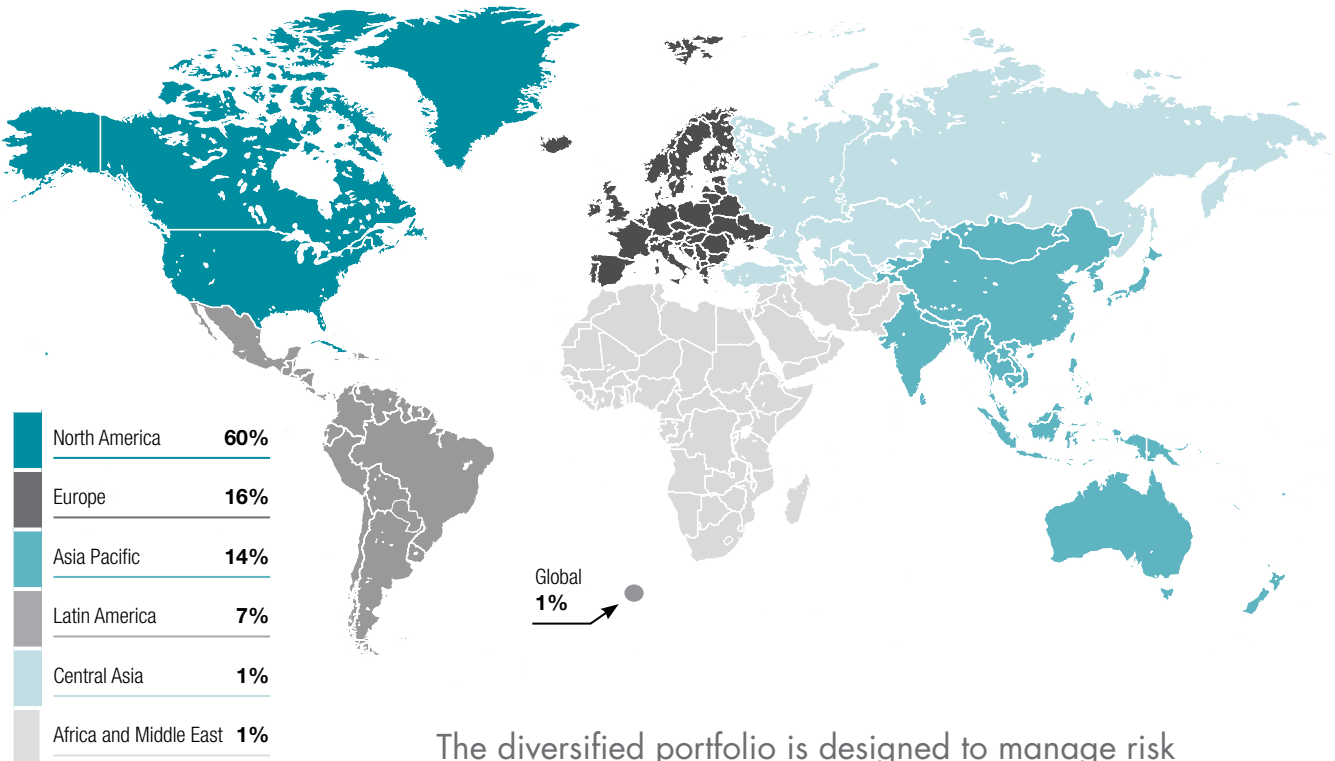 North America 60%
Europe 16%
Asia Pacific 14%
Latin America 7%
Central Asia 1%
Africa and Middle East 1%
Global
1%
The diversified portfolio is designed to manage risk